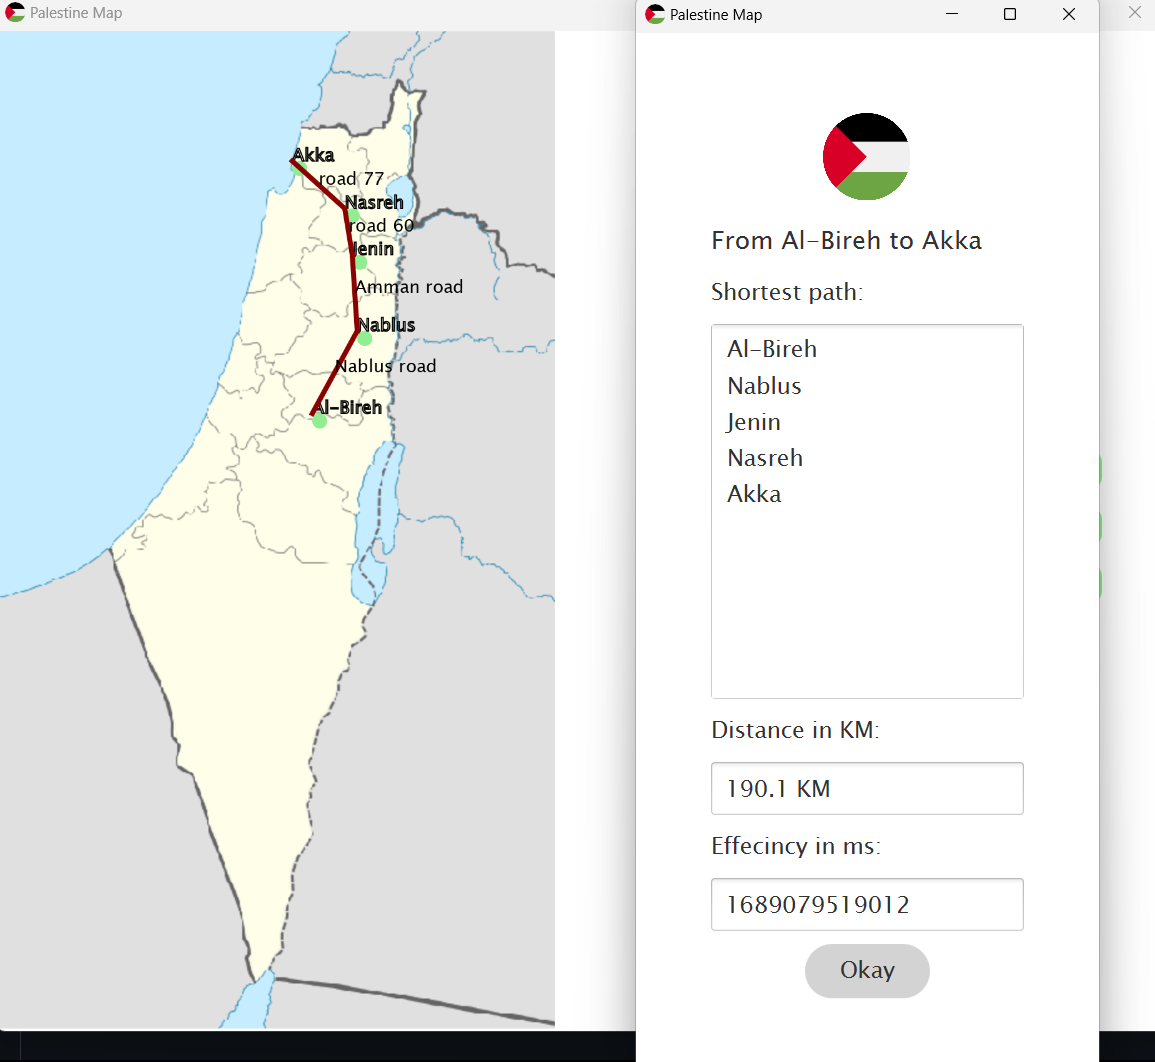 Palestine Map
Akka
road 77
Nasreh
road 60
Jenin
Amman road
Nablus
Nablus road
Al-Bireh
Palestine Map
From Al-Bireh to Akka
Shortest path:
Al-Bireh
Nablus
Jenin
Nasreh
Akka
Distance in KM:
190.1 KM
Effecincy in ms:
1689079519012
Okay